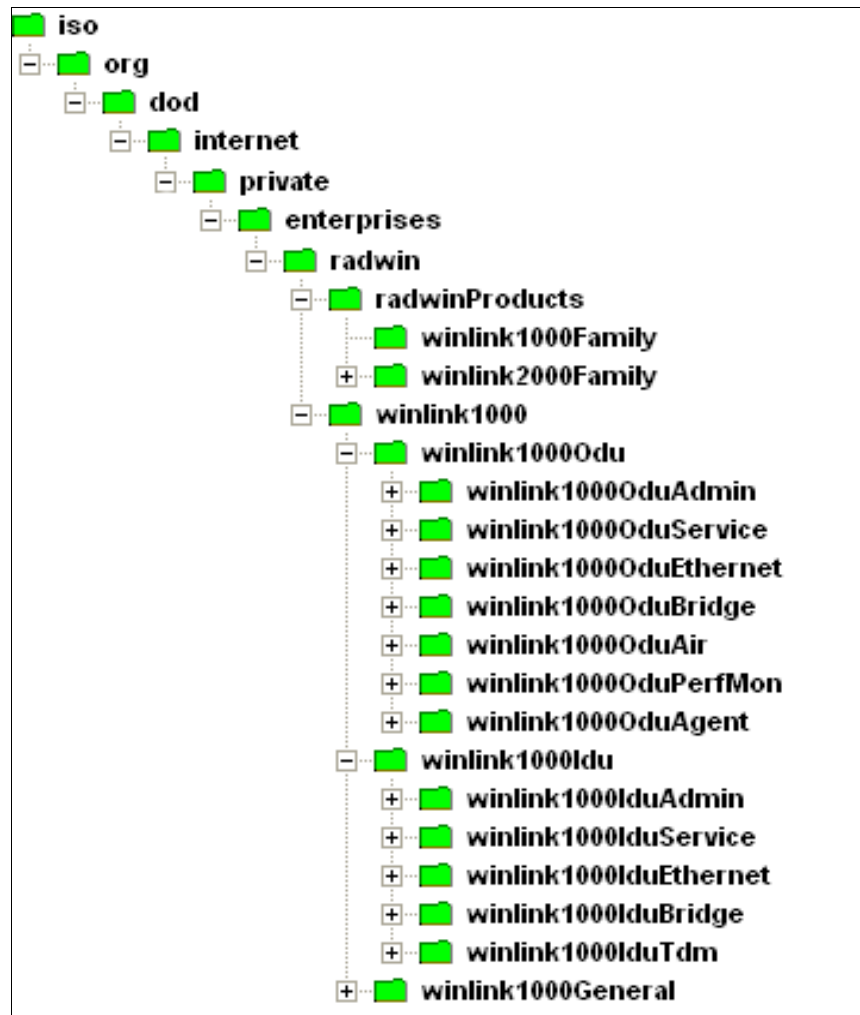 iso
org
dod
internet
private
enterprises
radwin
radwinProducts
winlink1000Family
winlink2000Family
winlink1000
winlink1000Odu
winlink1000OduAdmin
winlink1000OduService
winlink1000OduEthernet
winlink1000OduBridge
winlink1000OduAir
winlink1000OduPerfMon
winlink1000OduAgent
winlink1000Idu
winlink1000IduAdmin
winlink1000IduService
winlink1000IduEthernet
winlink1000IduBridge
winlink1000IduTdm
winlink1000General